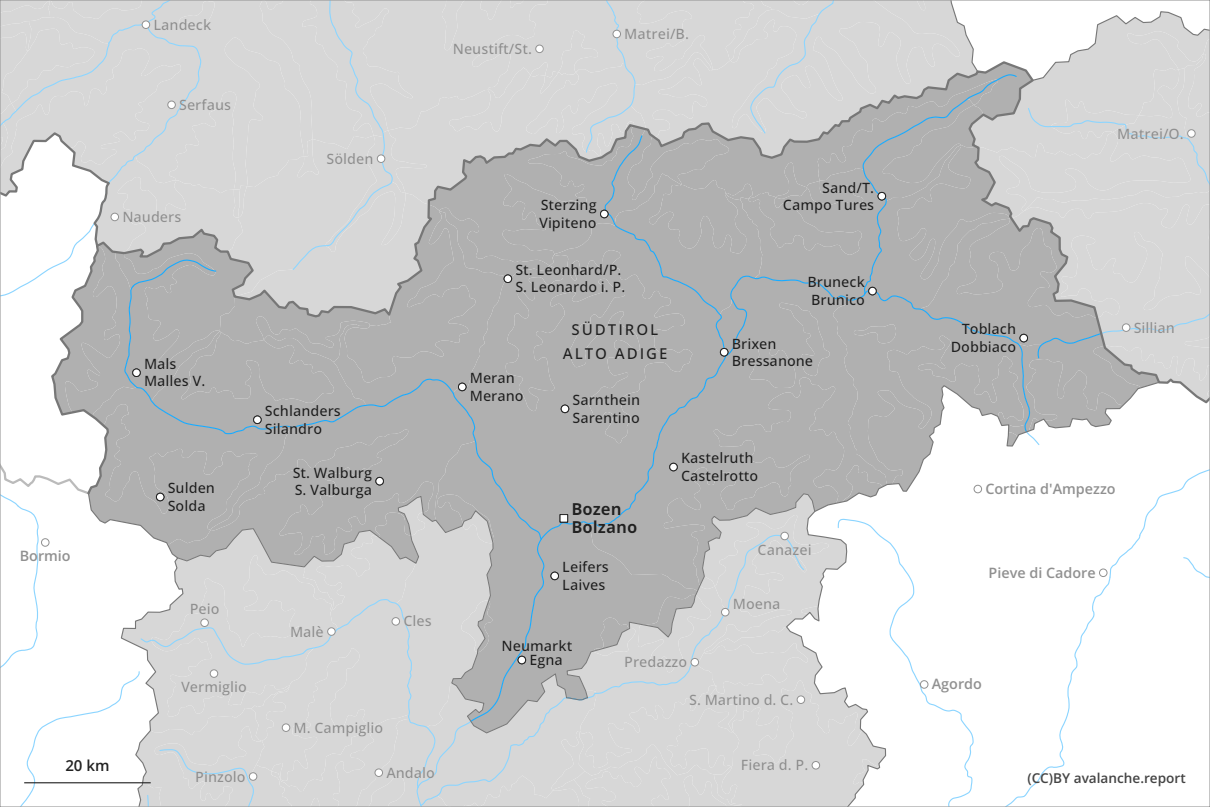 Landeck
Neustift/St.
Matrei/B.
Serfaus
Matrei/O.
Sölden
Sand/T.
Campo Tures
Nauders
Sterzing
Vipiteno
St. Leonhard/P.
S. Leonardo i. P.
Bruneck
Brunico
SÜDTIROL
ALTO ADIGE
Toblach
Dobbiaco
Sillian
Brixen
Bressanone
Mals
Malles V.
Meran
Merano
Sarnthein
Sarentino
Schlanders
Silandro
Kastelruth
Castelrotto
St. Walburg
S. Valburga
Sulden
Solda
Cortina d'Ampezzo
Bozen
Bolzano
Bormio
Canazei
Leifers
Laives
Pieve di Cadore
Peio
Moena
Malè
Cles
Neumarkt
Egna
Predazzo
Vermiglio
Agordo
S. Martino d. C.
M. Campiglio
Fiera d. P.
20 km
Pinzolo
Andalo
(CC)BY avalanche.report